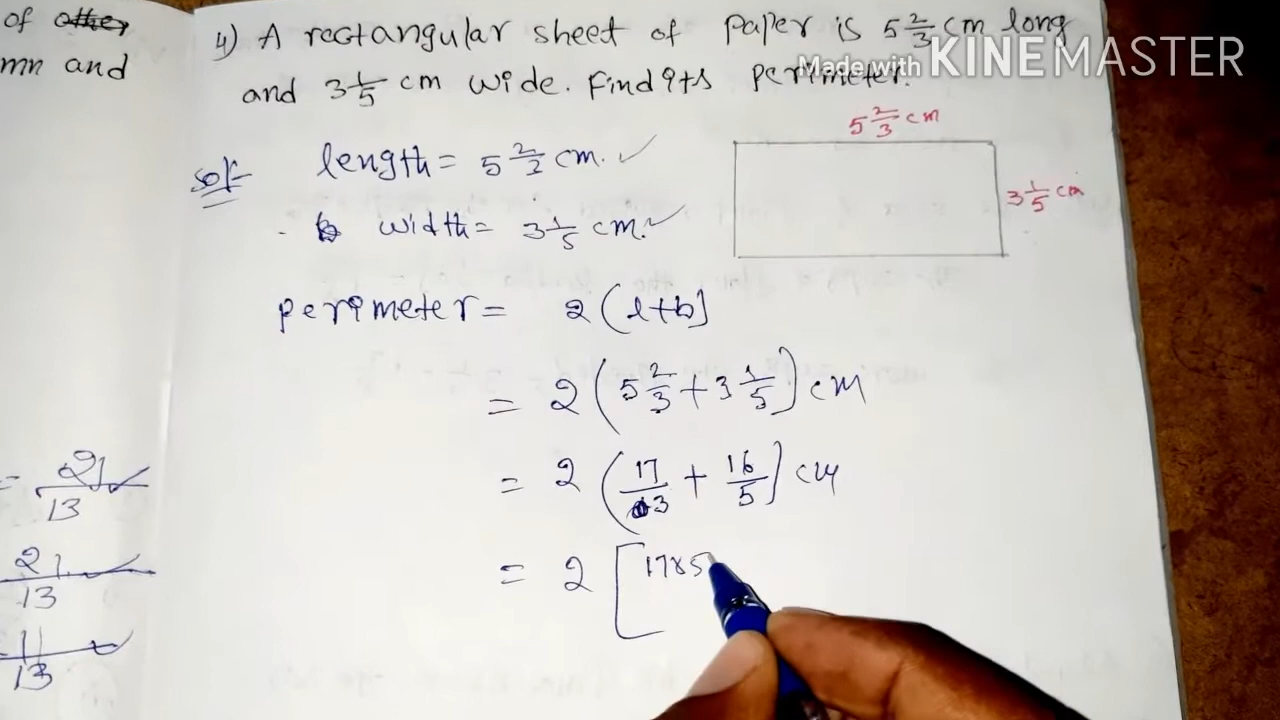 of other
mn and
4) A rectangular sheet of paper is 5 2/3 cm long
and 3 1/5 cm wide. Find its perimeter.
Made with KINEMASTER
5 2/3 cm
3 1/5 cm
Sol:-
length = 5 2/3 cm. ✓
width = 3 1/5 cm. ✓
perimeter = 2 (l+b)
= 2 (5 2/3 + 3 1/5) cm
= 2 (17/3 + 16/5) cm
= 2 [17×5
= 21/13
21/13
11/13